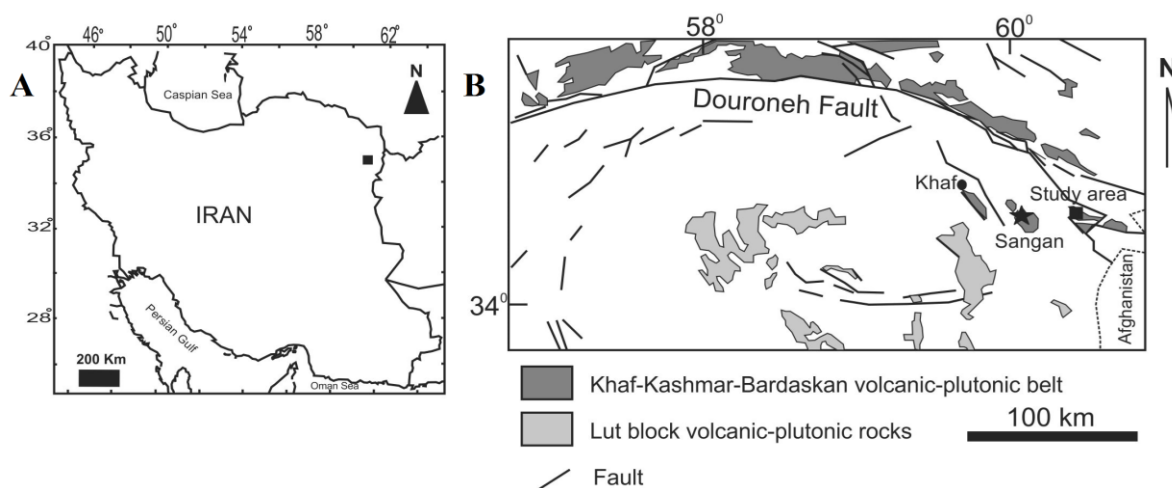 A
46° 50° 54° 58° 62°
40°
36°
32°
28°
N
Caspian Sea
IRAN
Persian Gulf
200 Km
Oman Sea
B
58° 60°
N
Douroneh Fault
Khaf
Study area
Sangan
34°
Afghanistan
Khaf-Kashmar-Bardaskan volcanic-plutonic belt
Lut block volcanic-plutonic rocks
Fault
100 km